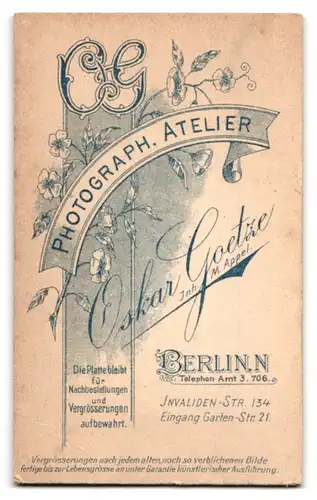 OG
PHOTOGRAPH. ATELIER
Oskar Goetze
Inh. M. Appel.
BERLIN.N
Telephon Amt 3. 706.
JNVALIDEN-STR. 134
Eingang Garten-Str. 21.
Die Platte bleibt
für
Nachbestellungen
und
Vergrösserungen
aufbewahrt.
Vergrösserungen nach jedem alten, noch so verblichenen Bilde
fertige bis zur Lebensgrösse an unter Garantie künstlerischer Ausführung.